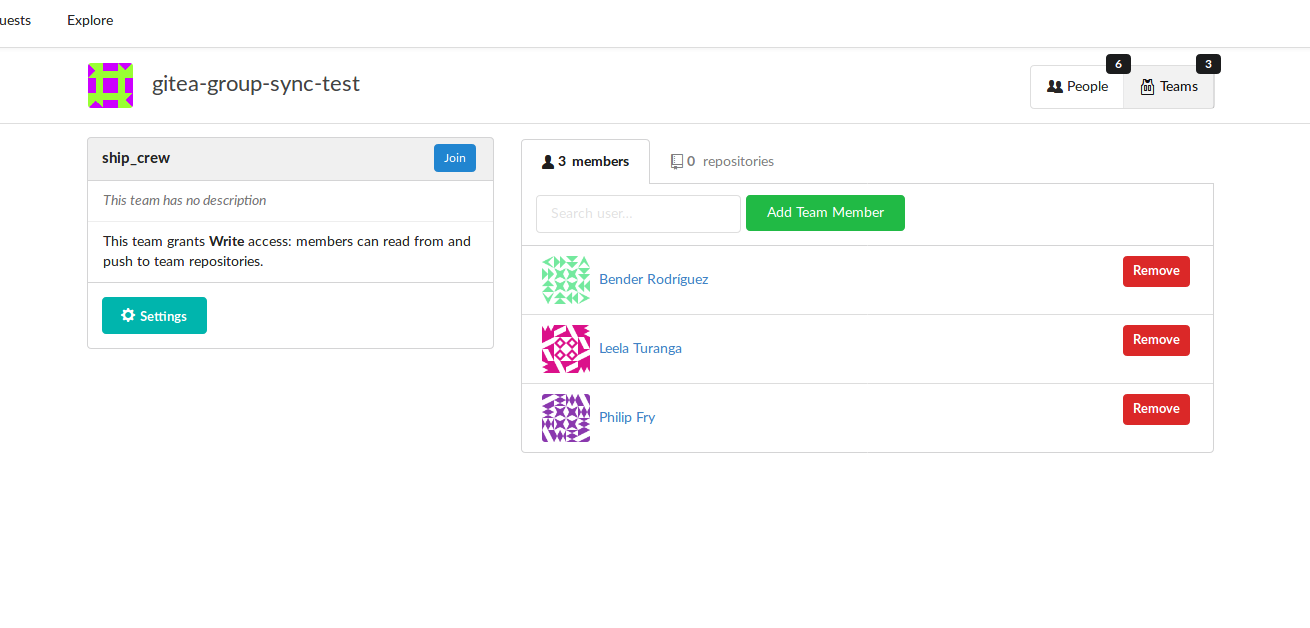 Explore
gitea-group-sync-test
6
People
3
Teams
ship_crew
Join
This team has no description
This team grants Write access: members can read from and
push to team repositories.
Settings
3 members
0 repositories
Search user...
Add Team Member
Bender Rodríguez
Remove
Leela Turanga
Remove
Philip Fry
Remove